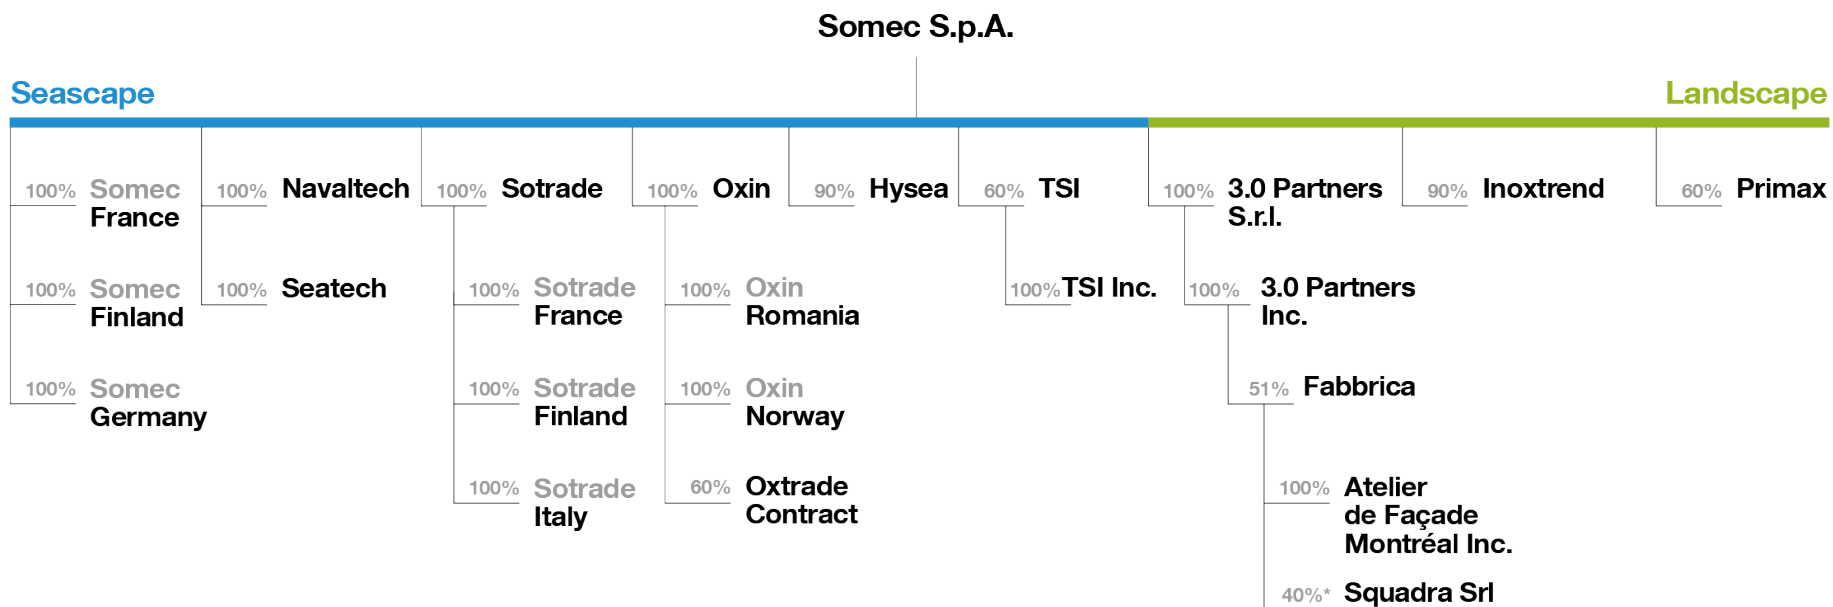 Somec S.p.A.
Seascape
Landscape
100% Somec
France
100% Navaltech
100% Sotrade
100% Oxin
90% Hysea
60% TSI
100% 3.0 Partners
S.r.l.
90% Inoxtrend
60% Primax
100% Somec
Finland
100% Seatech
100% Sotrade
France
100% Oxin
Romania
100% TSI Inc.
100% 3.0 Partners
Inc.
100% Somec
Germany
100% Sotrade
Finland
100% Oxin
Norway
51% Fabbrica
100% Sotrade
Italy
60% Oxtrade
Contract
100% Atelier
de Façade
Montréal Inc.
40%* Squadra Srl